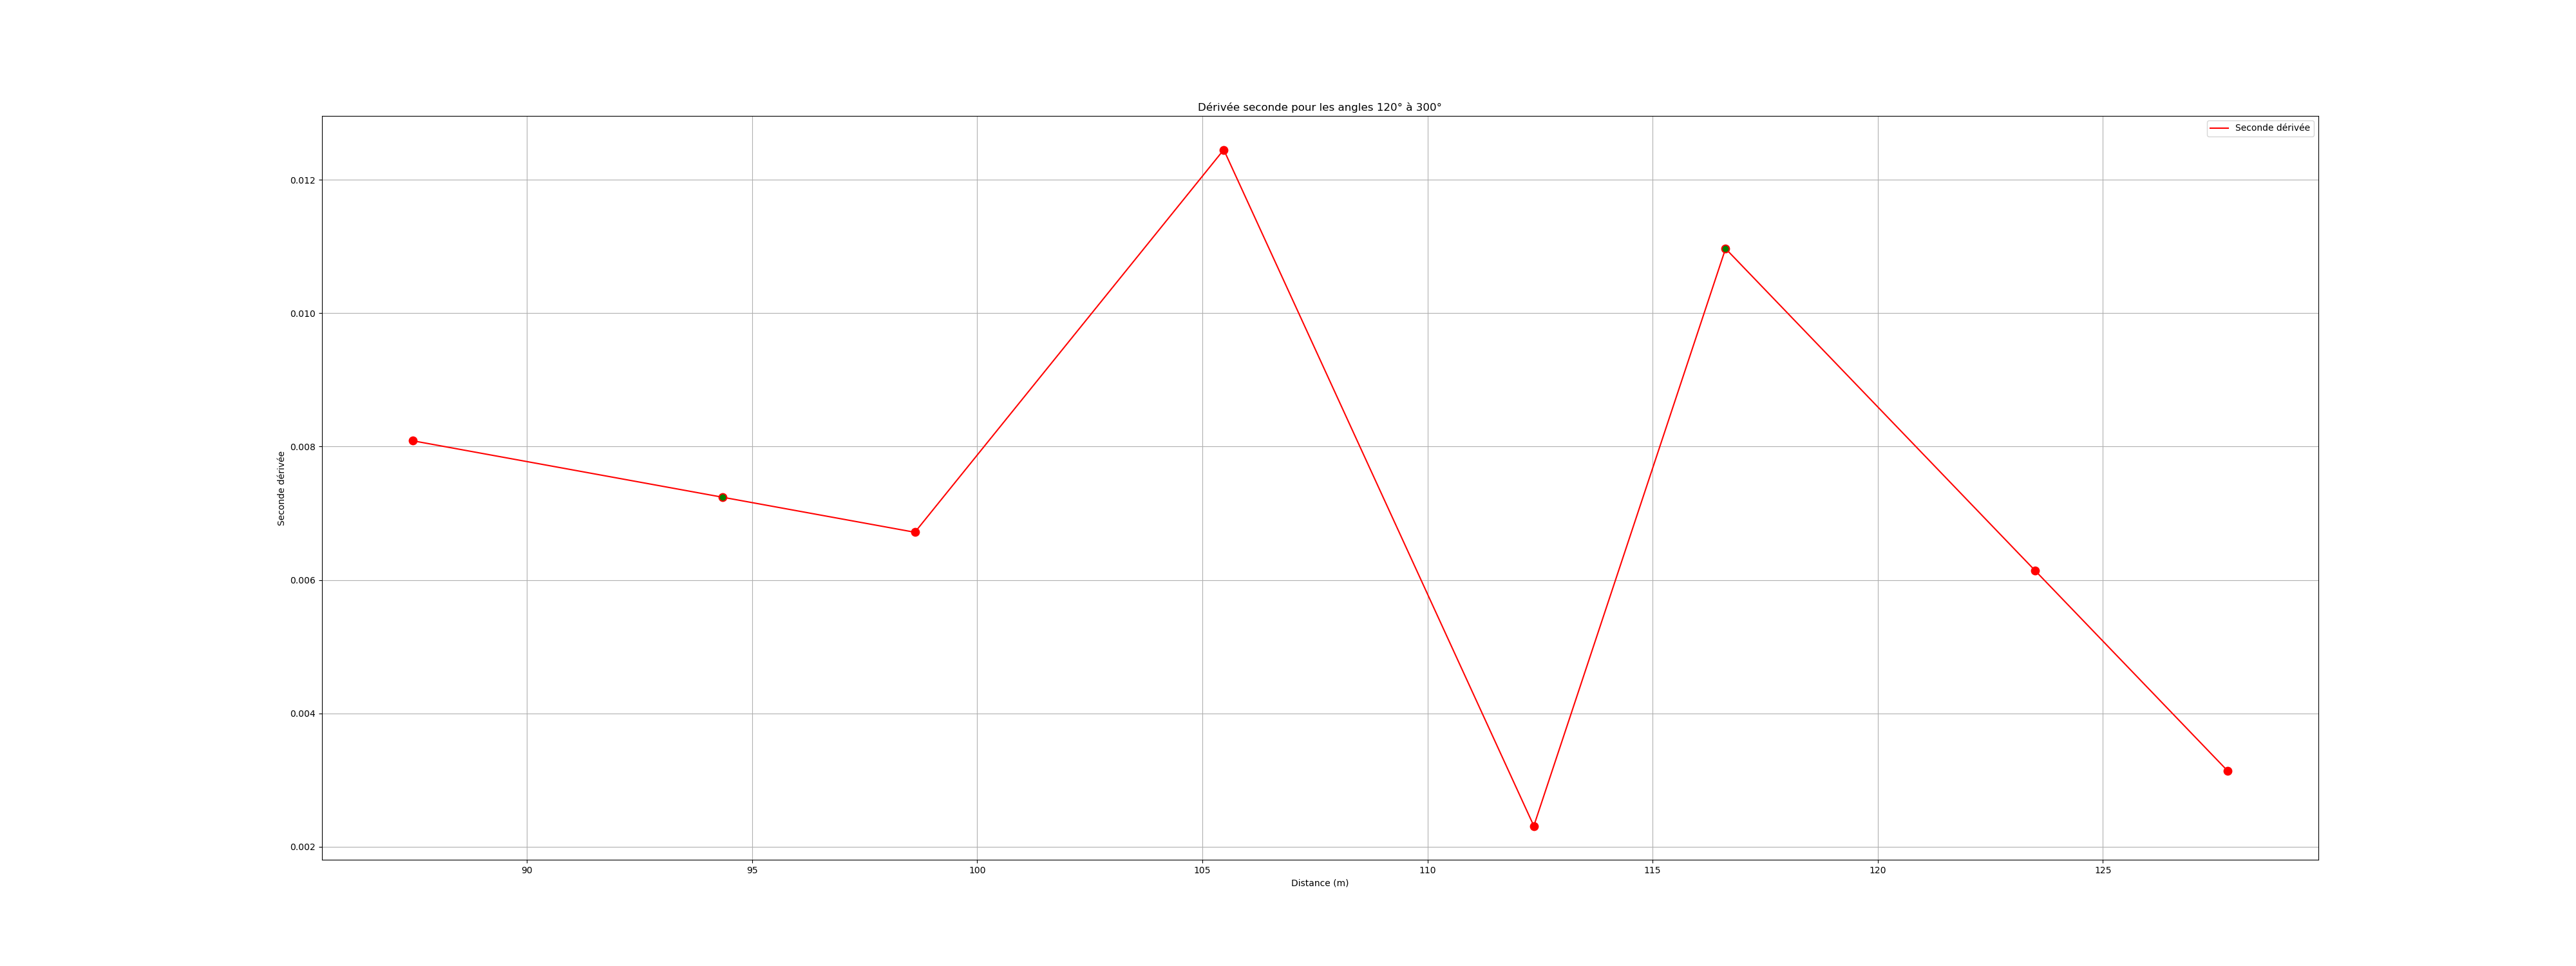 Dérivée seconde pour les angles 120° à 300°
Seconde dérivée
0.012
0.010
0.008
0.006
0.004
0.002
Seconde dérivée
90 95 100 105 110 115 120 125
Distance (m)